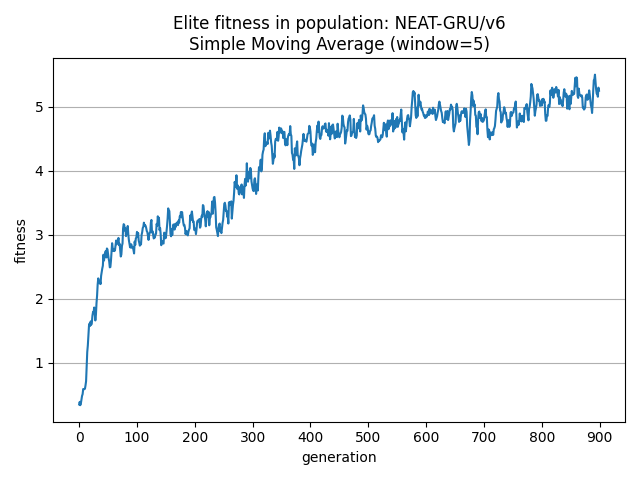 Elite fitness in population: NEAT-GRU/v6
Simple Moving Average (window=5)
fitness
5
4
3
2
1
0 100 200 300 400 500 600 700 800 900
generation